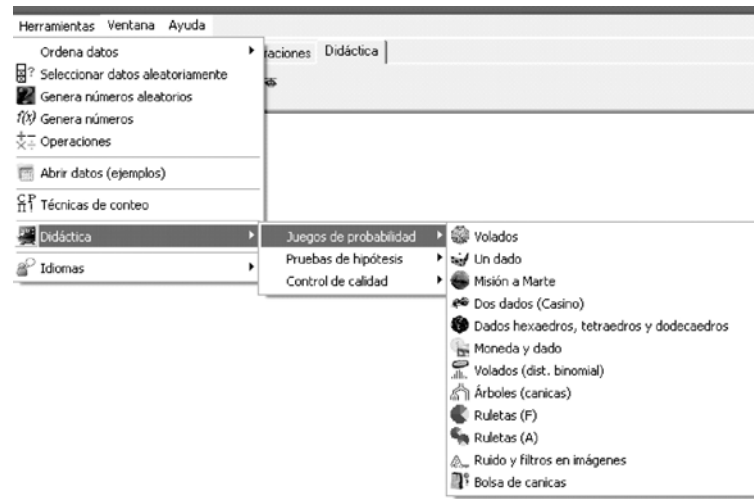 Herramientas Ventana Ayuda
Ordena datos
Didáctica
? Seleccionar datos aleatoriamente
Genera números aleatorios
f(x) Genera números
Operaciones
Abrir datos (ejemplos)
Técnicas de conteo
Didáctica
Idiomas
Juegos de probabilidad
Pruebas de hipótesis
Control de calidad
Volados
Un dado
Misión a Marte
Dos dados (Casino)
Dados hexaedros, tetraedros y dodecaedros
Moneda y dado
Volados (dist. binomial)
Árboles (canicas)
Ruletas (F)
Ruletas (A)
Ruido y filtros en imágenes
Bolsa de canicas